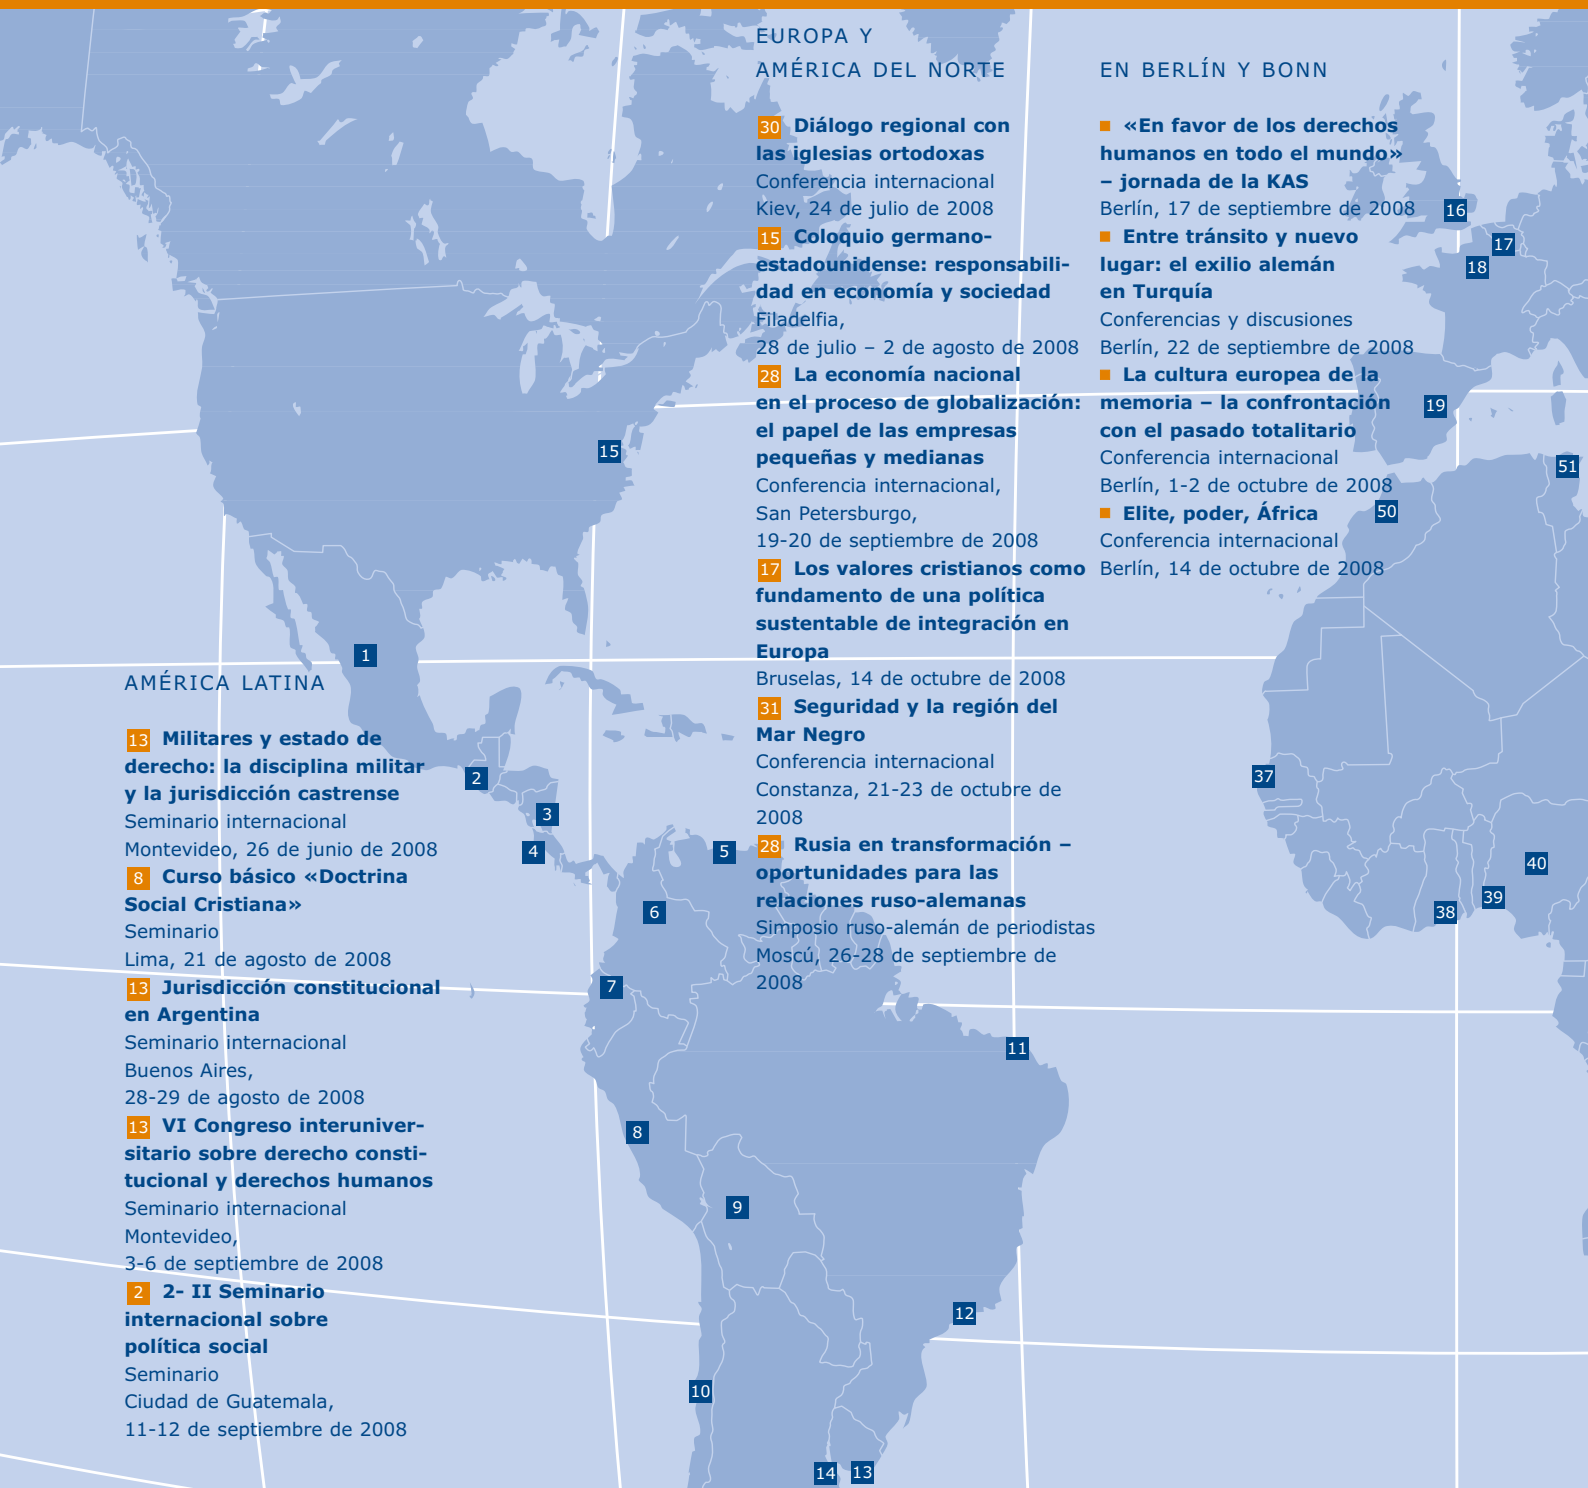 EUROPA Y
AMÉRICA DEL NORTE
30 Diálogo regional con
las iglesias ortodoxas
Conferencia internacional
Kiev, 24 de julio de 2008
15 Coloquio germano-
estadounidense: responsabili-
dad en economía y sociedad
Filadelfia,
28 de julio – 2 de agosto de 2008
28 La economía nacional
en el proceso de globalización:
el papel de las empresas
pequeñas y medianas
Conferencia internacional,
San Petersburgo,
19-20 de septiembre de 2008
17 Los valores cristianos como
fundamento de una política
sustentable de integración en
Europa
Bruselas, 14 de octubre de 2008
31 Seguridad y la región del
Mar Negro
Conferencia internacional
Constanza, 21-23 de octubre de
2008
28 Rusia en transformación –
oportunidades para las
relaciones ruso-alemanas
Simposio ruso-alemán de periodistas
Moscú, 26-28 de septiembre de
2008
EN BERLÍN Y BONN
«En favor de los derechos
humanos en todo el mundo»
– jornada de la KAS
Berlín, 17 de septiembre de 2008
Entre tránsito y nuevo
lugar: el exilio alemán
en Turquía
Conferencias y discusiones
Berlín, 22 de septiembre de 2008
La cultura europea de la
memoria – la confrontación
con el pasado totalitario
Conferencia internacional
Berlín, 1-2 de octubre de 2008
Elite, poder, África
Conferencia internacional
Berlín, 14 de octubre de 2008
AMÉRICA LATINA
13 Militares y estado de
derecho: la disciplina militar
y la jurisdicción castrense
Seminario internacional
Montevideo, 26 de junio de 2008
8 Curso básico «Doctrina
Social Cristiana»
Seminario
Lima, 21 de agosto de 2008
13 Jurisdicción constitucional
en Argentina
Seminario internacional
Buenos Aires,
28-29 de agosto de 2008
13 VI Congreso interuniver-
sitario sobre derecho consti-
tucional y derechos humanos
Seminario internacional
Montevideo,
3-6 de septiembre de 2008
2 2- II Seminario
internacional sobre
política social
Seminario
Ciudad de Guatemala,
11-12 de septiembre de 2008
16
17
18
19
15
51
50
1
2
3
4
5
6
7
8
9
10
11
12
14
13
37
38
39
40